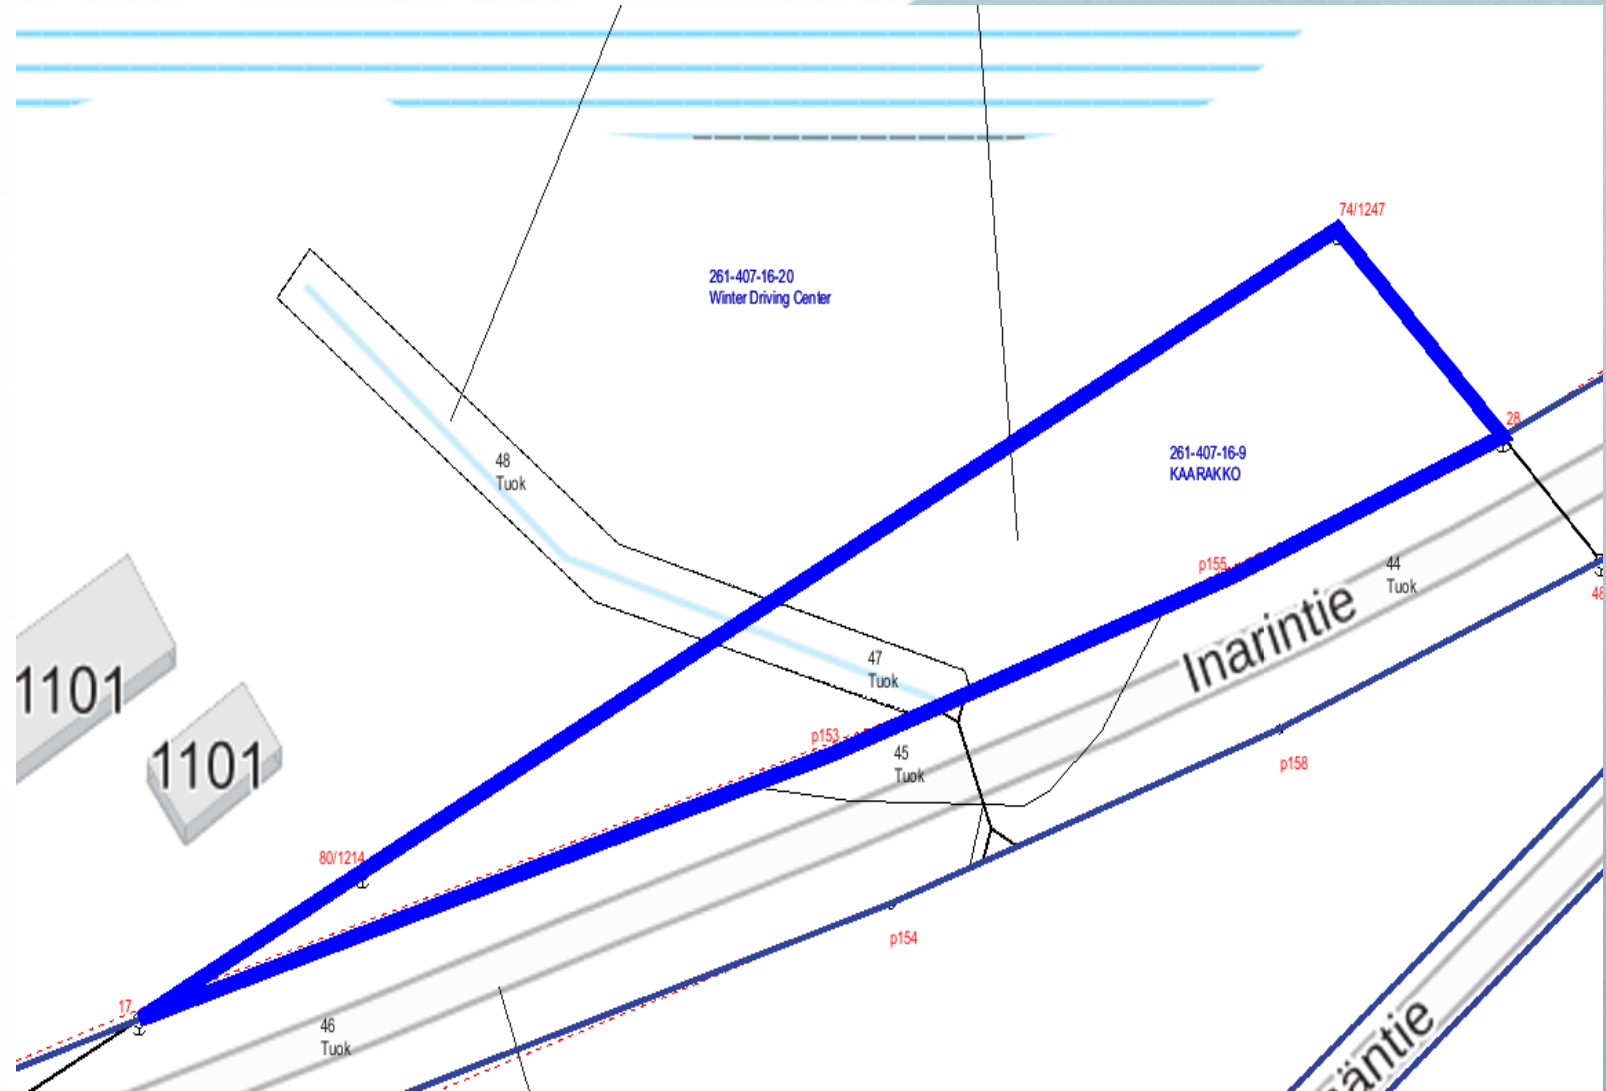 74/1247
261-407-16-20
Winter Driving Center
28
261-407-16-9
KAARAKKO
48
Tuok
p155
44
Tuok
48
Inarintie
47
Tuok
1101
p153
45
Tuok
p158
1101
80/1214
p154
17
46
Tuok
äntie